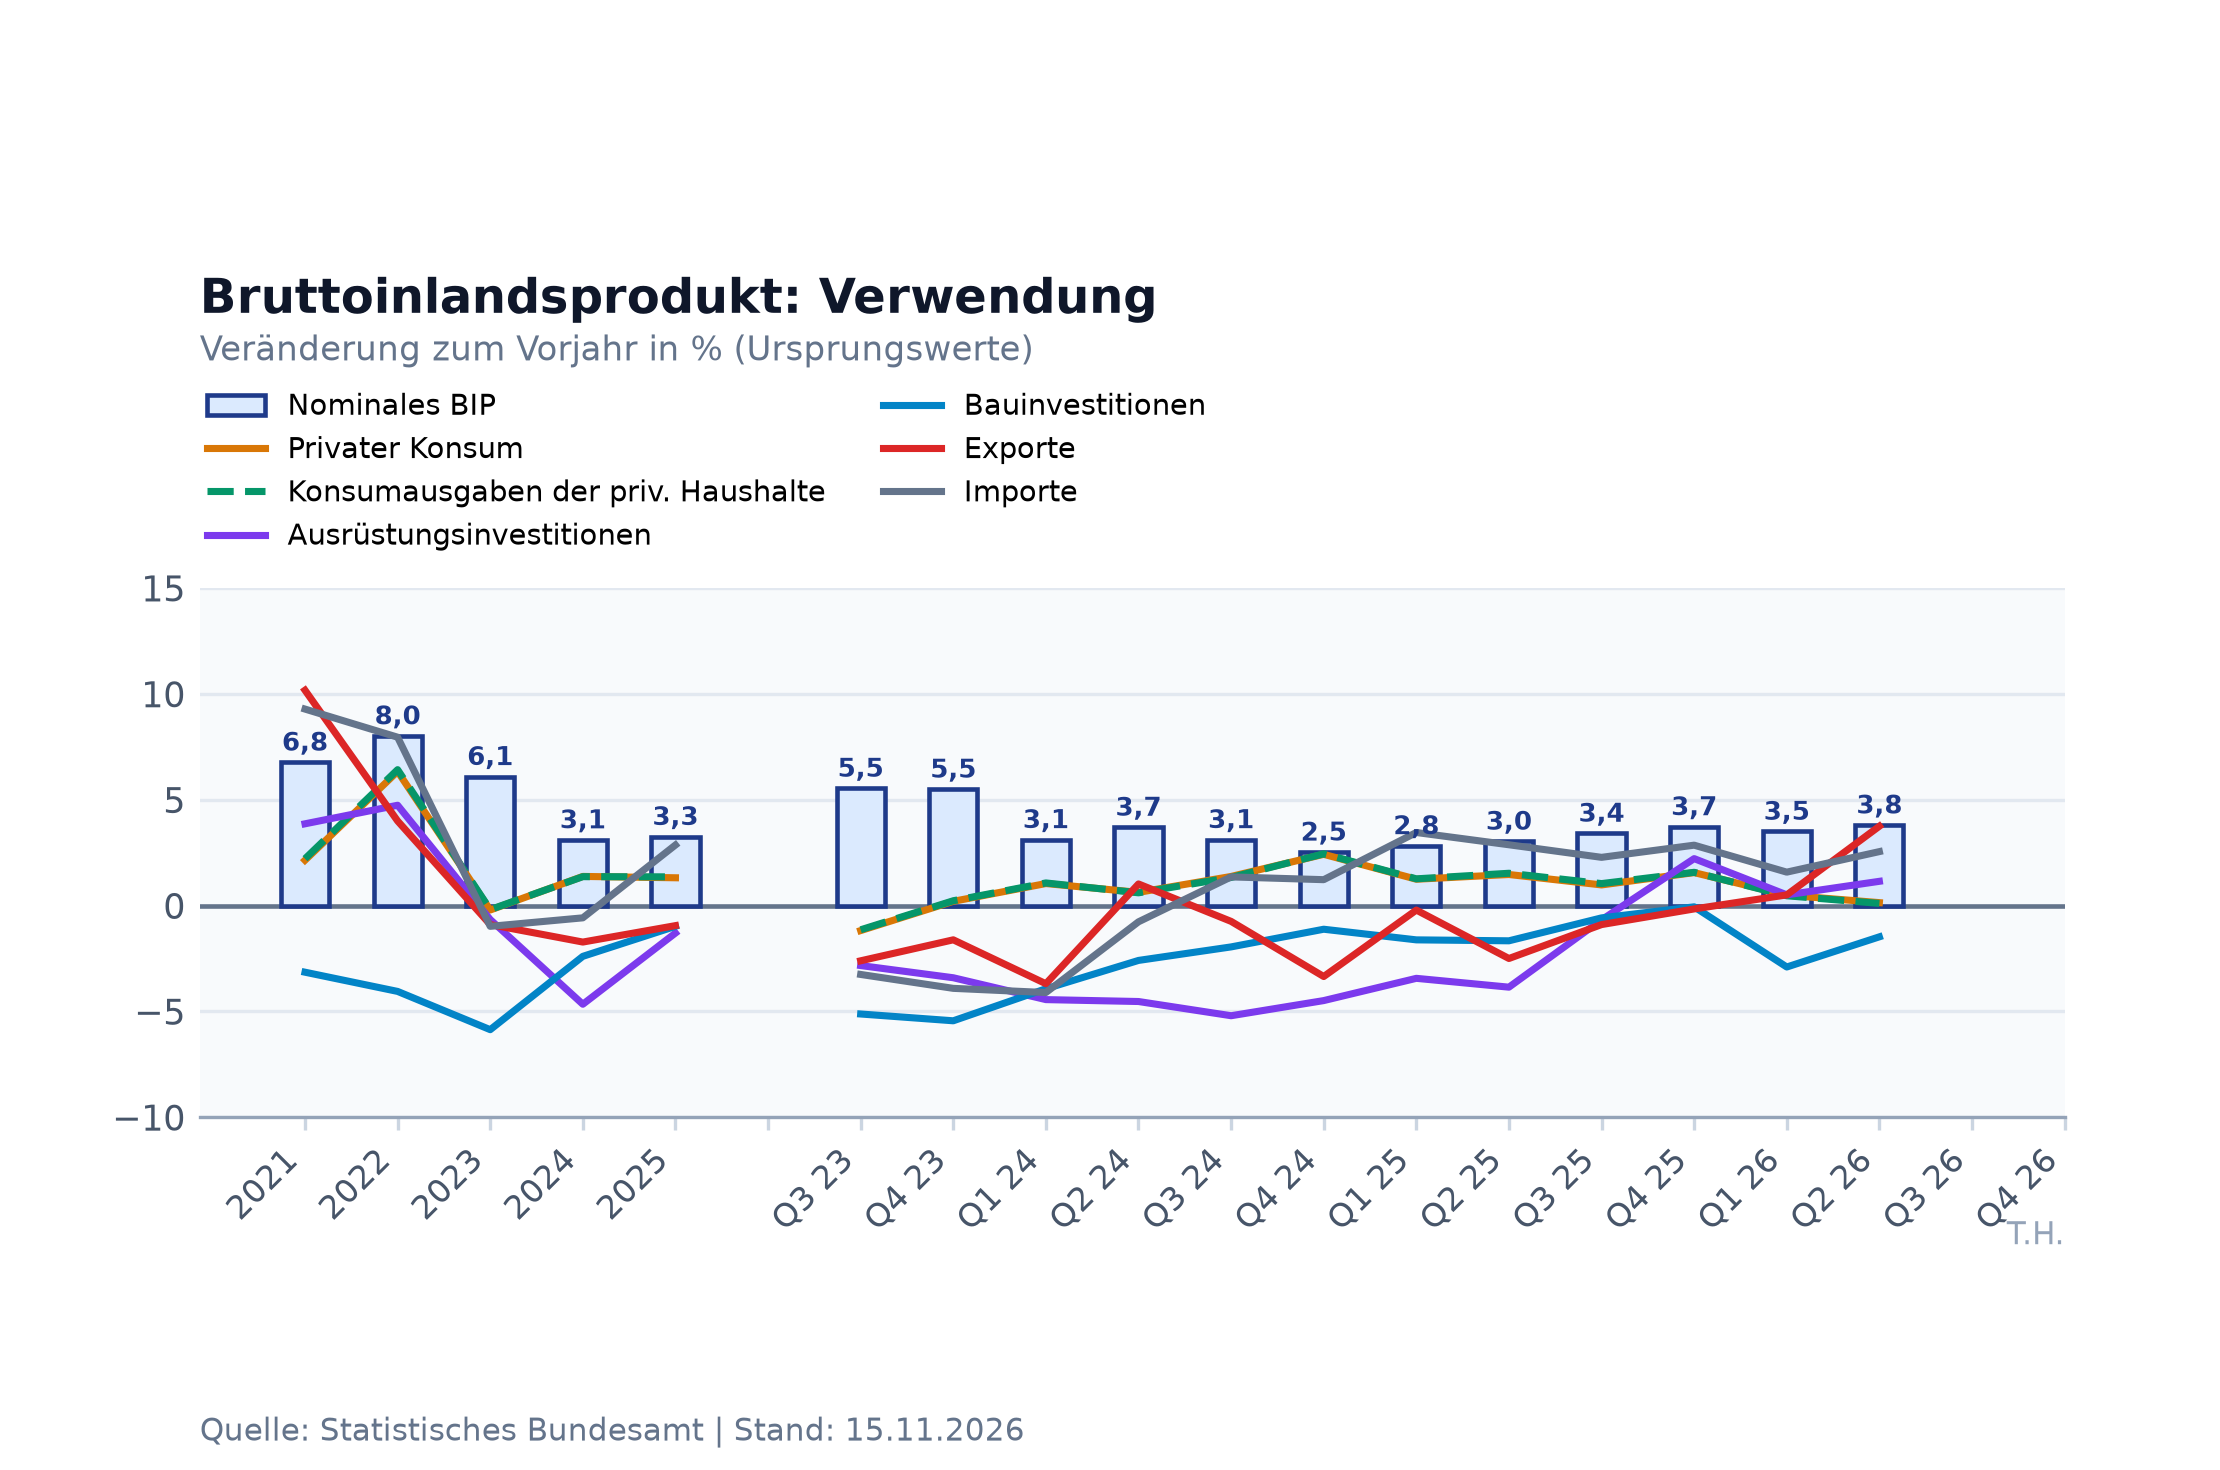 Bruttoinlandsprodukt: Verwendung
Veränderung zum Vorjahr in % (Ursprungswerte)
Nominales BIP
Privater Konsum
Konsumausgaben der priv. Haushalte
Ausrüstungsinvestitionen
Bauinvestitionen
Exporte
Importe
15
10
5
0
−5
−10
6,8
8,0
6,1
3,1
3,3
5,5
5,5
3,1
3,7
3,1
2,5
2,8
3,0
3,4
3,7
3,5
3,8
2021
2022
2023
2024
2025
Q3 23
Q4 23
Q1 24
Q2 24
Q3 24
Q4 24
Q1 25
Q2 25
Q3 25
Q4 25
Q1 26
Q2 26
Q3 26
Q4 26
T.H.
Quelle: Statistisches Bundesamt | Stand: 15.11.2026